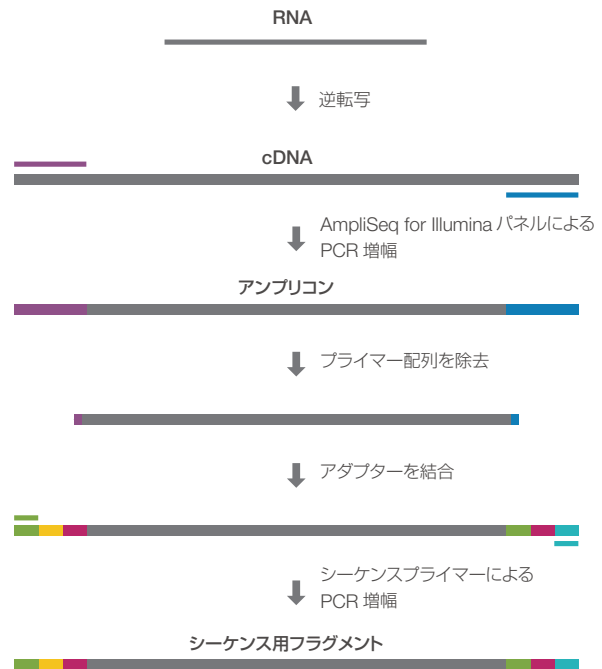 RNA
逆転写
cDNA
AmpliSeq for Illumina パネルによる
PCR 増幅
アンプリコン
プライマー配列を除去
アダプターを結合
シーケンスプライマーによる
PCR 増幅
シーケンス用フラグメント